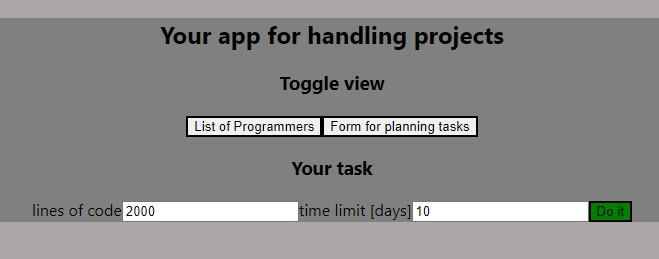 Your app for handling projects
Toggle view
List of Programmers Form for planning tasks
Your task
lines of code 2000 time limit [days] 10 Do it